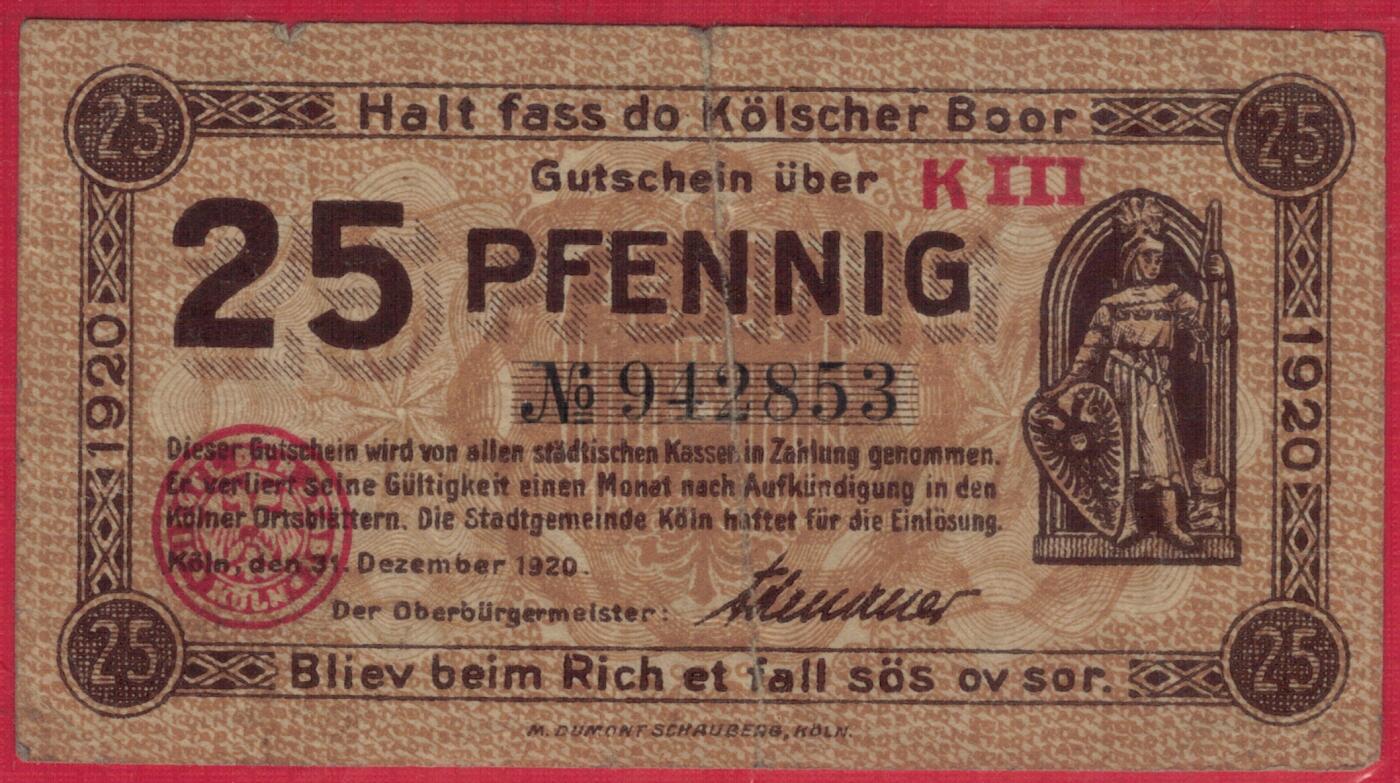 25
25
Halt fass do Kölscher Boor
Gutschein über
K III
25 PFENNIG
1920
1920
№ 942853
Dieser Gutschein wird von allen städtischen Kassen in Zahlung genommen.
Er verliert seine Gültigkeit einen Monat nach Aufkündigung in den
Kölner Ortsblättern. Die Stadtgemeinde Köln haftet für die Einlösung.
Köln, den 31. Dezember 1920.
KÖLN
Der Oberbürgermeister: Adenauer
25
25
Bliev beim Rich et fall sös ov sor.
M. DUMONT SCHAUBERG, KÖLN.